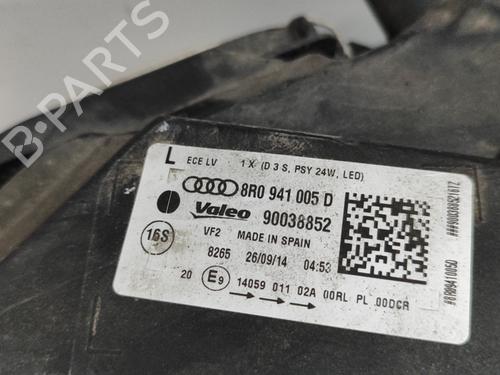 B-PARTS
L ECE LV 1 X (D 3 S, PSY 24W, LED)
8R0 941 005 D
Valeo 90038852
16S VF2 MADE IN SPAIN
8265 26/09/14 04:53
20 E9 14059 011 02A 00RL PL 00DCR
#8R0941005D